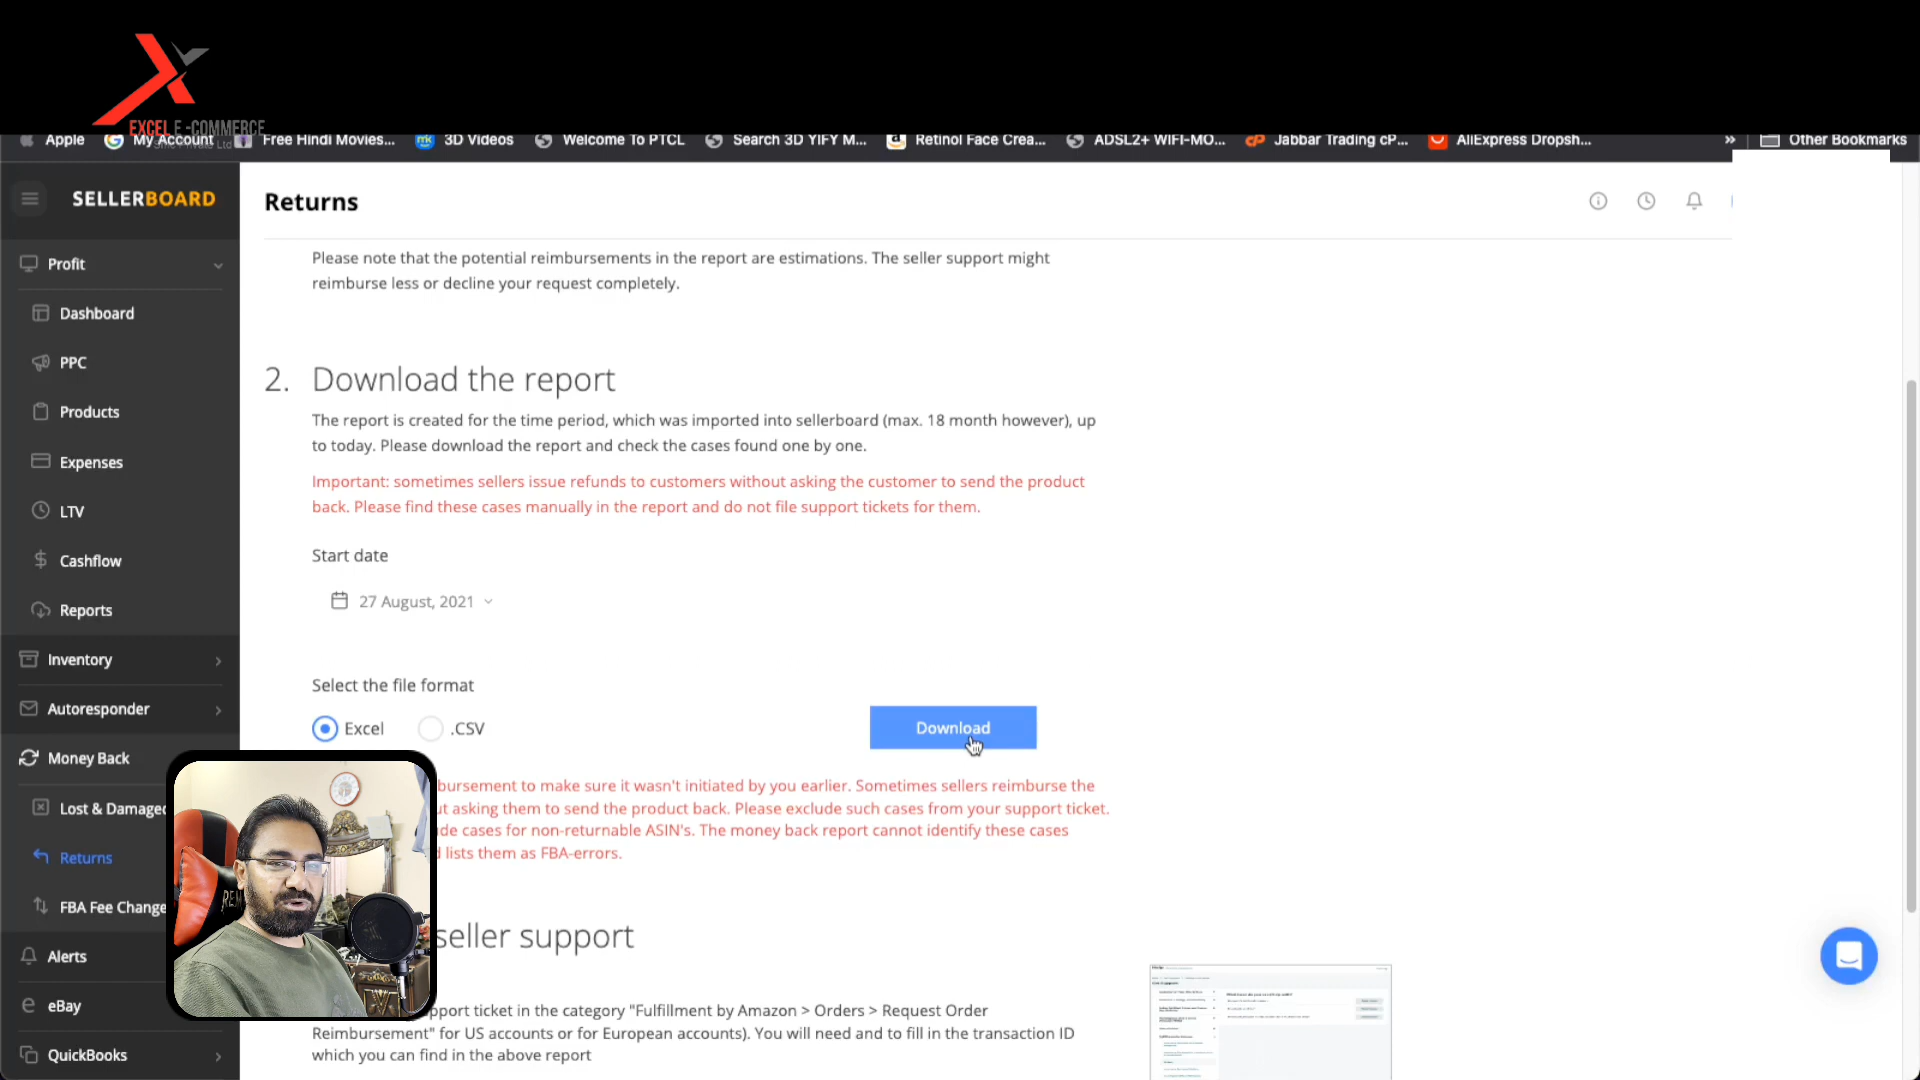 EXCEL E-COMMERCE
Smc Private Ltd
Apple
My Account
Free Hindi Movies...
3D Videos
Welcome To PTCL
Search 3D YIFY M...
Retinol Face Crea...
ADSL2+ WIFI-MO...
Jabbar Trading cP...
AliExpress Dropsh...
»
Other Bookmarks
SELLERBOARD
Returns
Profit
Dashboard
PPC
Products
Expenses
LTV
Cashflow
Reports
Inventory
Autoresponder
Money Back
Lost & Damaged
Returns
FBA Fee Change
Alerts
eBay
QuickBooks
Please note that the potential reimbursements in the report are estimations. The seller support might
reimburse less or decline your request completely.
2. Download the report
The report is created for the time period, which was imported into sellerboard (max. 18 month however), up
to today. Please download the report and check the cases found one by one.
Important: sometimes sellers issue refunds to customers without asking the customer to send the product
back. Please find these cases manually in the report and do not file support tickets for them.
Start date
27 August, 2021
Select the file format
Excel
.CSV
Download
bursement to make sure it wasn't initiated by you earlier. Sometimes sellers reimburse the
ut asking them to send the product back. Please exclude such cases from your support ticket.
de cases for non-returnable ASIN's. The money back report cannot identify these cases
lists them as FBA-errors.
seller support
pport ticket in the category "Fulfillment by Amazon > Orders > Request Order
Reimbursement" for US accounts or for European accounts). You will need and to fill in the transaction ID
which you can find in the above report